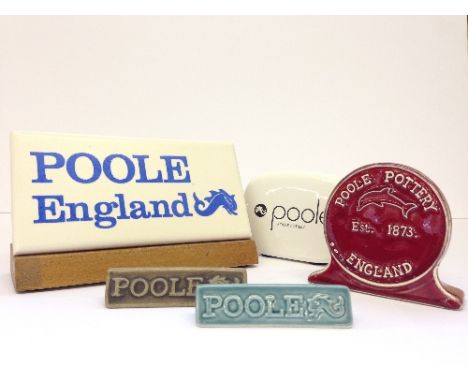 POOLE
England
poole
POOLE POTTERY
EST. 1873.
ENGLAND
POOLE
POOLE